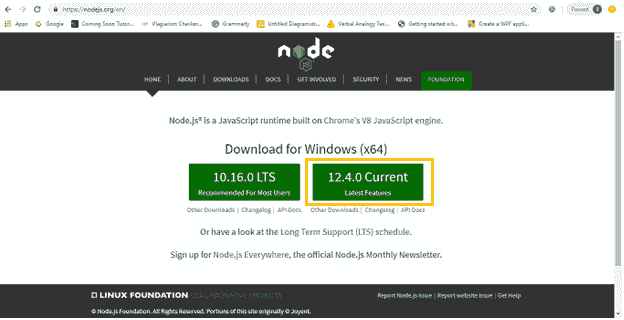 https://nodejs.org/en/
Paused
Apps Google Coming Soon Tutor... Plagiarism Checker... Grammarly Untitled Diagram.di... Verbal Analogy Tes... Getting started wit... Create a WPF appli...
node
JS
HOME | ABOUT | DOWNLOADS | DOCS | GET INVOLVED | SECURITY | NEWS | FOUNDATION
Node.js® is a JavaScript runtime built on Chrome's V8 JavaScript engine.
Download for Windows (x64)
10.16.0 LTS
Recommended For Most Users
12.4.0 Current
Latest Features
Other Downloads | Changelog | API Docs
Other Downloads | Changelog | API Docs
Or have a look at the Long Term Support (LTS) schedule.
Sign up for Node.js Everywhere, the official Node.js Monthly Newsletter.
LINUX FOUNDATION COLLABORATIVE PROJECTS
Report Node.js issue | Report website issue | Get Help
© Node.js Foundation. All Rights Reserved. Portions of this site originally © Joyent.